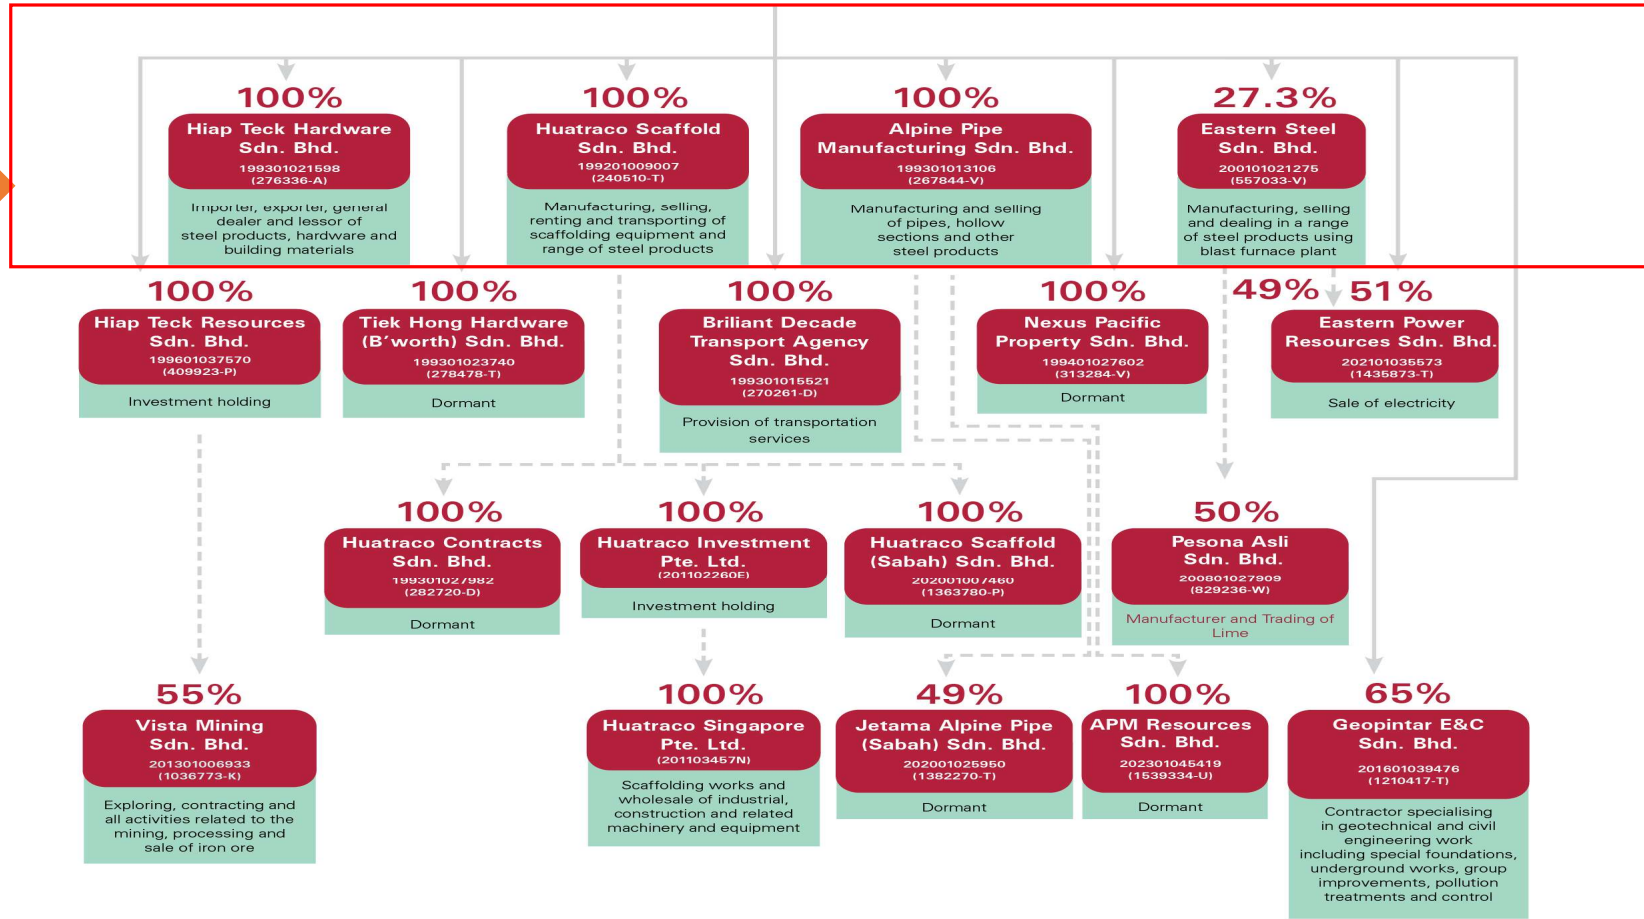 100%
Hiap Teck Hardware
Sdn. Bhd.
199301021598
(276336-A)
Importer, exporter, general
dealer and lessor of
steel products, hardware and
building materials
100%
Huatraco Scaffold
Sdn. Bhd.
199201009007
(240510-T)
Manufacturing, selling,
renting and transporting of
scaffolding equipment and
range of steel products
100%
Alpine Pipe
Manufacturing Sdn. Bhd.
199301013106
(267844-V)
Manufacturing and selling
of pipes, hollow
sections and other
steel products
27.3%
Eastern Steel
Sdn. Bhd.
200101021275
(557033-V)
Manufacturing, selling
and dealing in a range
of steel products using
blast furnace plant
100%
Hiap Teck Resources
Sdn. Bhd.
199601037570
(409923-P)
Investment holding
100%
Tiek Hong Hardware
(B'worth) Sdn. Bhd.
199301023740
(278478-T)
Dormant
100%
Briliant Decade
Transport Agency
Sdn. Bhd.
199301015521
(270261-D)
Provision of transportation
services
100%
Nexus Pacific
Property Sdn. Bhd.
199401027602
(313284-V)
Dormant
49% 51%
Eastern Power
Resources Sdn. Bhd.
202101035573
(1435873-T)
Sale of electricity
100%
Huatraco Contracts
Sdn. Bhd.
199301027982
(282720-D)
Dormant
100%
Huatraco Investment
Pte. Ltd.
(201102260E)
Investment holding
100%
Huatraco Scaffold
(Sabah) Sdn. Bhd.
202001007460
(1363780-P)
Dormant
50%
Pesona Asli
Sdn. Bhd.
200801027909
(829236-W)
Manufacturer and Trading of
Lime
55%
Vista Mining
Sdn. Bhd.
201301006933
(1036773-K)
Exploring, contracting and
all activities related to the
mining, processing and
sale of iron ore
100%
Huatraco Singapore
Pte. Ltd.
(201103457N)
Scaffolding works and
wholesale of industrial,
construction and related
machinery and equipment
49%
Jetama Alpine Pipe
(Sabah) Sdn. Bhd.
202001025950
(1382270-T)
Dormant
100%
APM Resources
Sdn. Bhd.
202301045419
(1539334-U)
Dormant
65%
Geopintar E&C
Sdn. Bhd.
201601039476
(1210417-T)
Contractor specialising
in geotechnical and civil
engineering work
including special foundations,
underground works, group
improvements, pollution
treatments and control